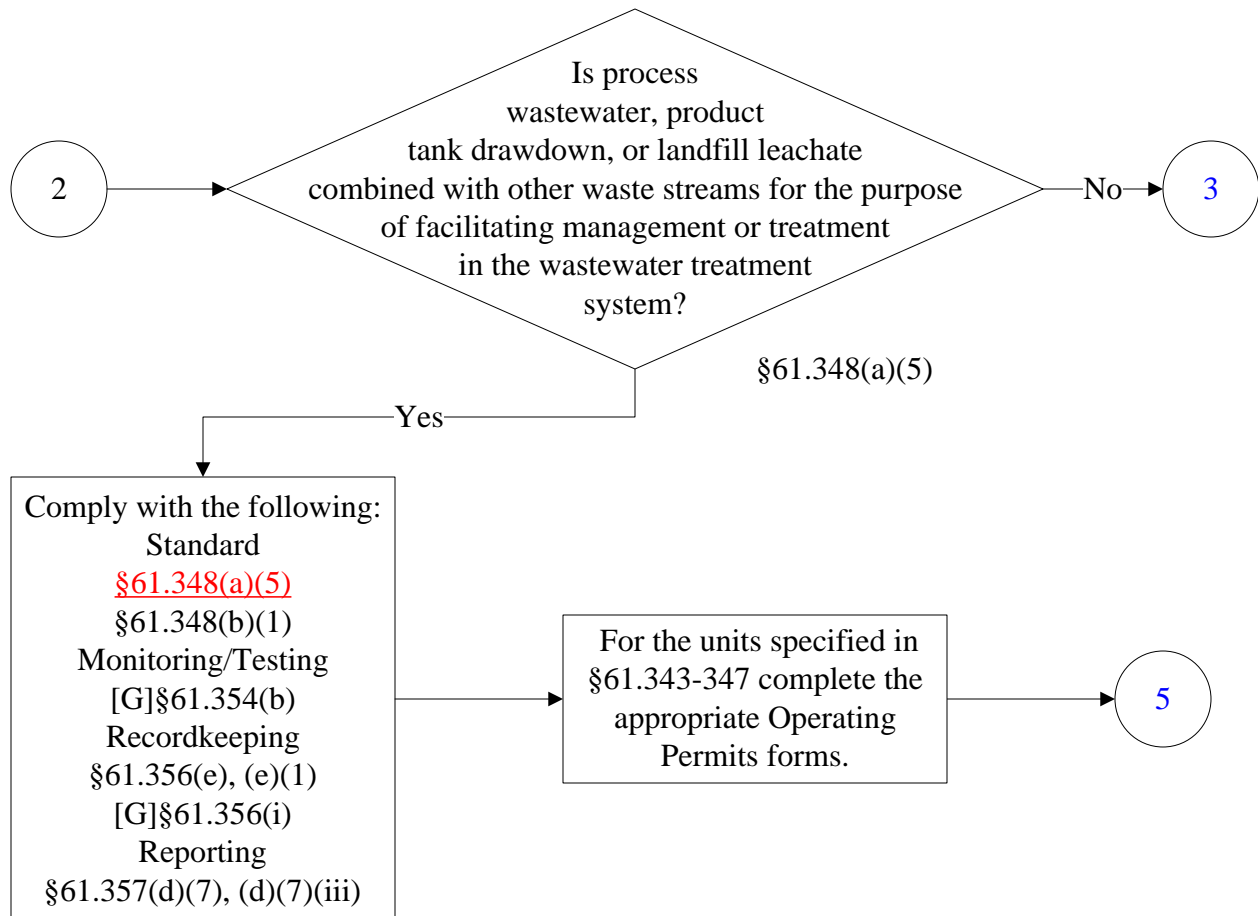 Is process
wastewater, product
tank drawdown, or landfill leachate
combined with other waste streams for the purpose
of facilitating management or treatment
in the wastewater treatment
system?
2
No
3
§61.348(a)(5)
Yes
Comply with the following:
Standard
§61.348(a)(5)
§61.348(b)(1)
Monitoring/Testing
[G]§61.354(b)
Recordkeeping
§61.356(e), (e)(1)
[G]§61.356(i)
Reporting
§61.357(d)(7), (d)(7)(iii)
For the units specified in
§61.343-347 complete the
appropriate Operating
Permits forms.
5